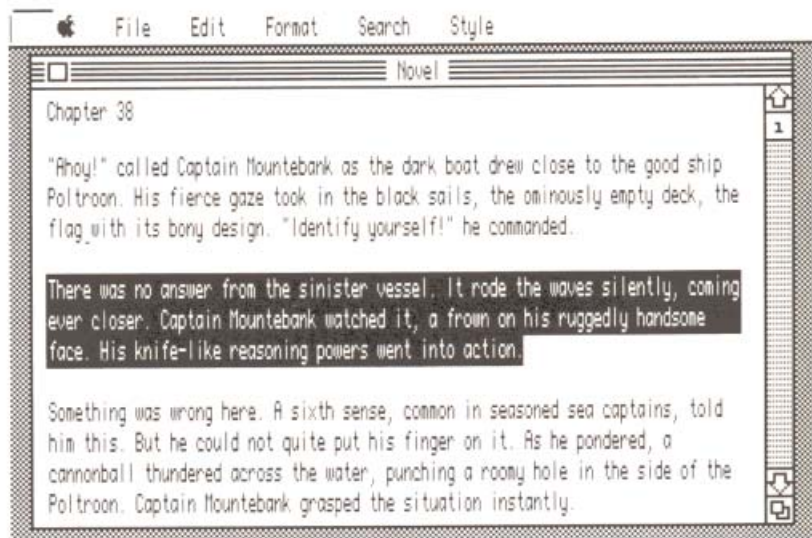 File Edit Format Search Style
Novel
Chapter 38
1
"Ahoy!" called Captain Mountebank as the dark boat drew close to the good ship
Poltroon. His fierce gaze took in the black sails, the ominously empty deck, the
flag with its bony design. "Identify yourself!" he commanded.
There was no answer from the sinister vessel. It rode the waves silently, coming
ever closer. Captain Mountebank watched it, a frown on his ruggedly handsome
face. His knife-like reasoning powers went into action.
Something was wrong here. A sixth sense, common in seasoned sea captains, told
him this. But he could not quite put his finger on it. As he pondered, a
cannonball thundered across the water, punching a roomy hole in the side of the
Poltroon. Captain Mountebank grasped the situation instantly.